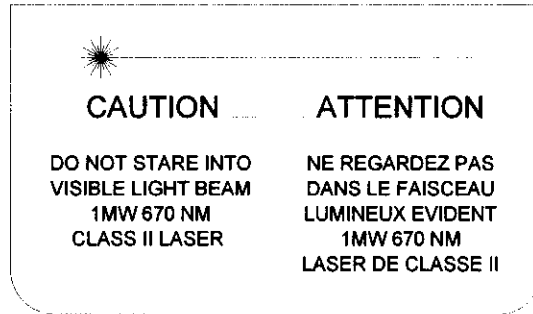 CAUTION
DO NOT STARE INTO
VISIBLE LIGHT BEAM
1MW 670 NM
CLASS II LASER
ATTENTION
NE REGARDEZ PAS
DANS LE FAISCEAU
LUMINEUX EVIDENT
1MW 670 NM
LASER DE CLASSE II